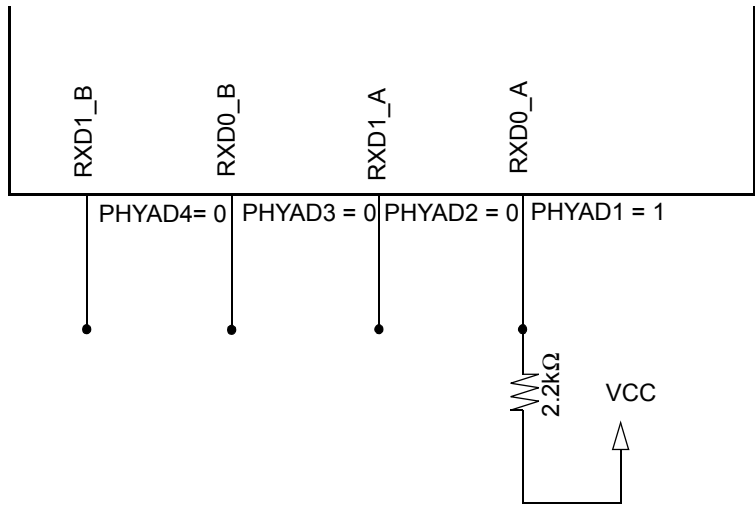 RXD1_B
RXD0_B
RXD1_A
RXD0_A
PHYAD4= 0
PHYAD3 = 0
PHYAD2 = 0
PHYAD1 = 1
2.2kΩ
VCC